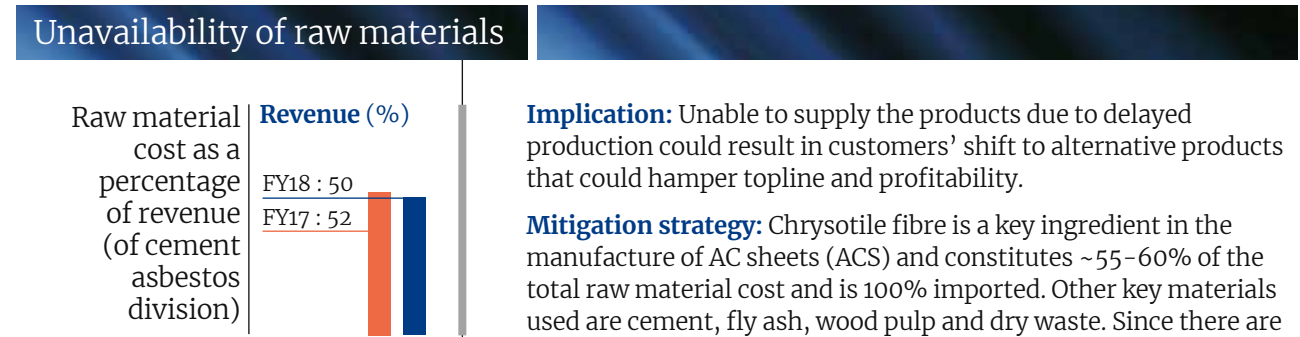 Unavailability of raw materials
Raw material
cost as a
percentage
of revenue
(of cement
asbestos
division)
Revenue (%)
FY18 : 50
FY17 : 52
Implication: Unable to supply the products due to delayed
production could result in customers’ shift to alternative products
that could hamper topline and profitability.
Mitigation strategy: Chrysotile fibre is a key ingredient in the
manufacture of AC sheets (ACS) and constitutes ~55-60% of the
total raw material cost and is 100% imported. Other key materials
used are cement, fly ash, wood pulp and dry waste. Since there are